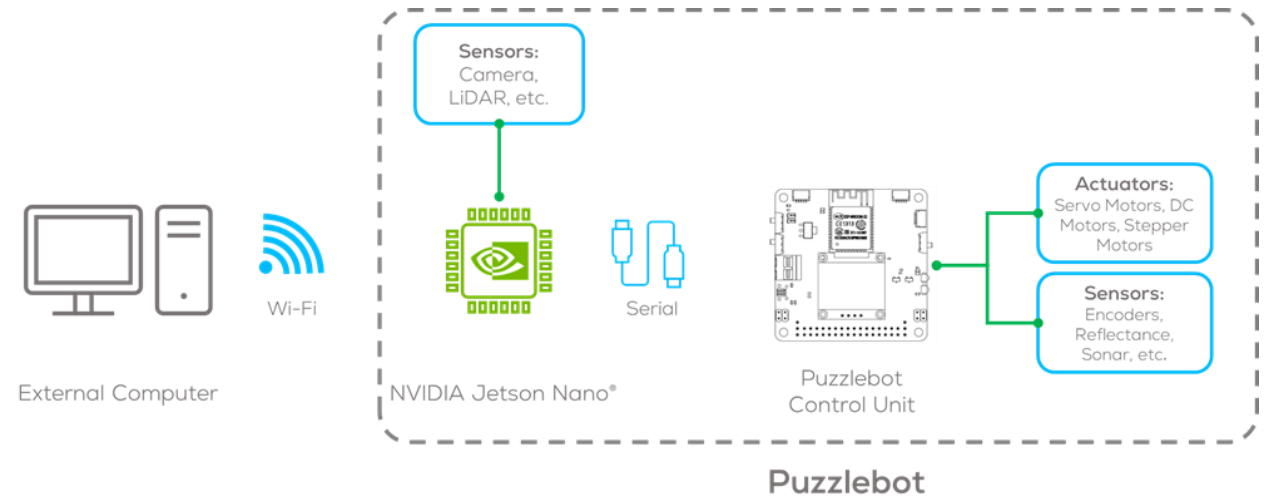 Sensors:
Camera,
LiDAR, etc.
Actuators:
Servo Motors, DC
Motors, Stepper
Motors
Sensors:
Encoders,
Reflectance,
Sonar, etc.
Wi-Fi
Serial
External Computer
NVIDIA Jetson Nano®
Puzzlebot
Control Unit
Puzzlebot